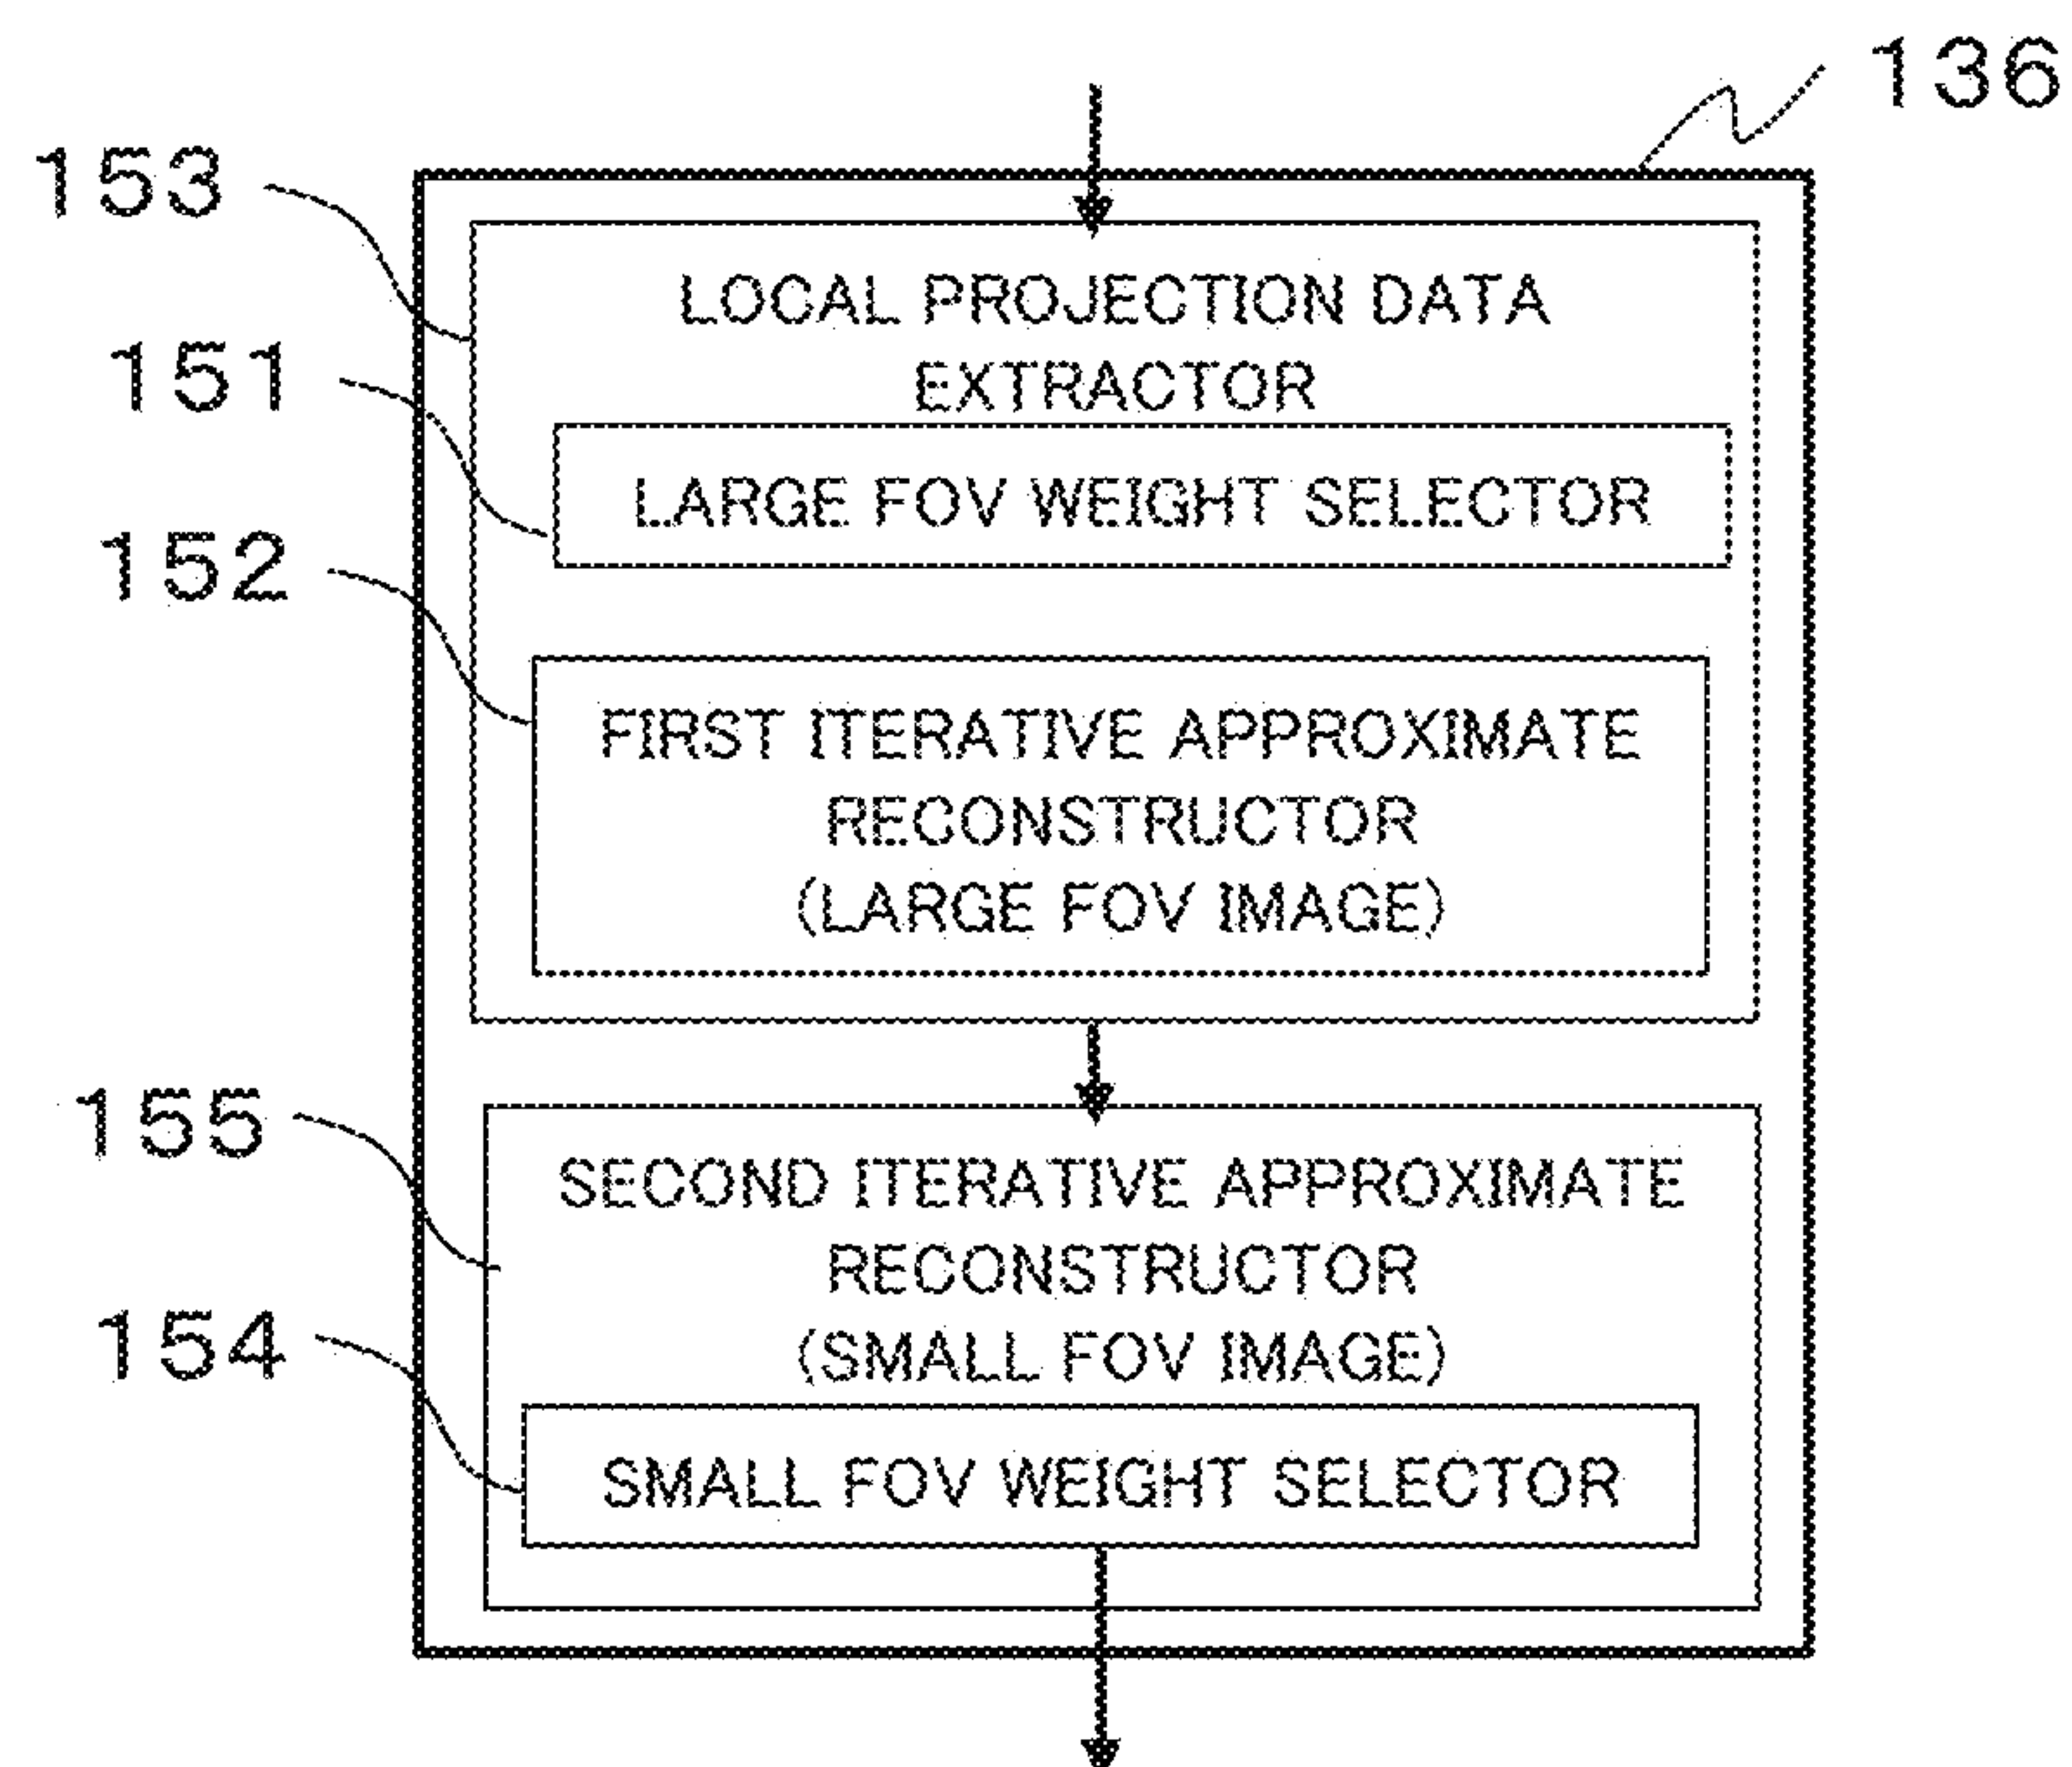 136
153
LOCAL PROJECTION DATA
EXTRACTOR
151
LARGE FOV WEIGHT SELECTOR
152
FIRST ITERATIVE APPROXIMATE
RECONSTRUCTOR
(LARGE FOV IMAGE)
155
SECOND ITERATIVE APPROXIMATE
RECONSTRUCTOR
(SMALL FOV IMAGE)
154
SMALL FOV WEIGHT SELECTOR